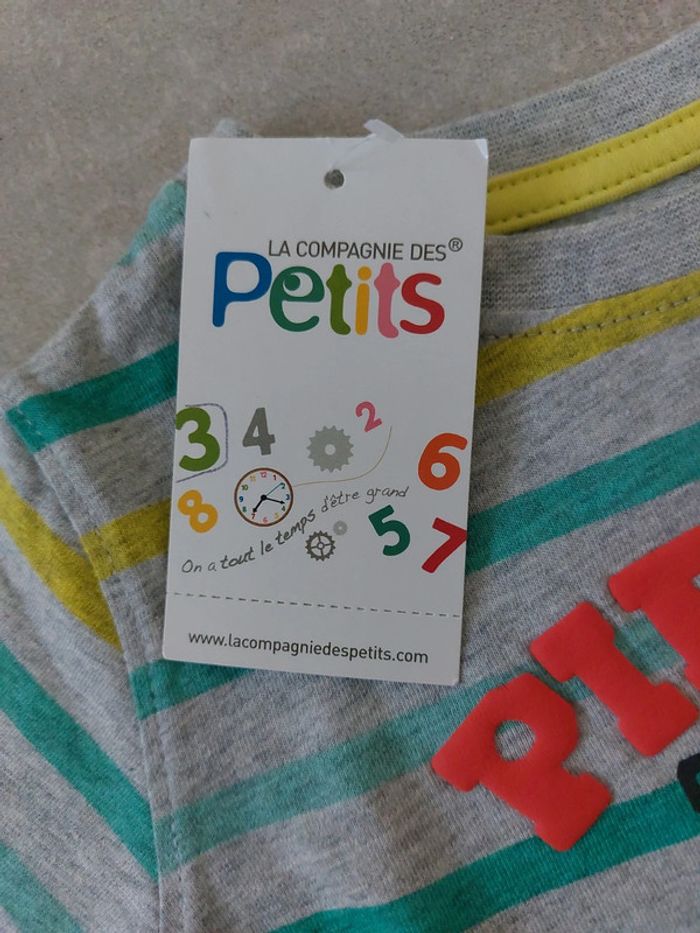 LA COMPAGNIE DES®
Petits
3 4 2
6
8
5 7
On a tout le temps d'être grand
www.lacompagniedespetits.com